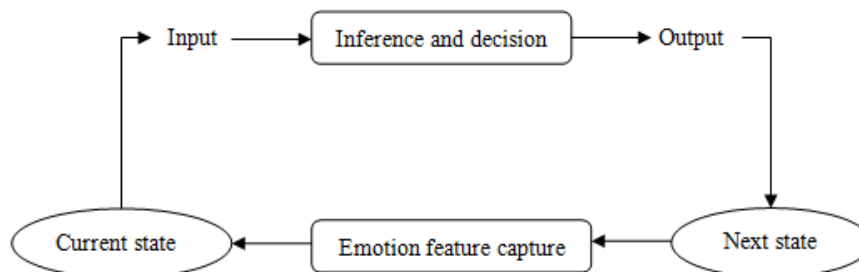 Input
Inference and decision
Output
Current state
Emotion feature capture
Next state